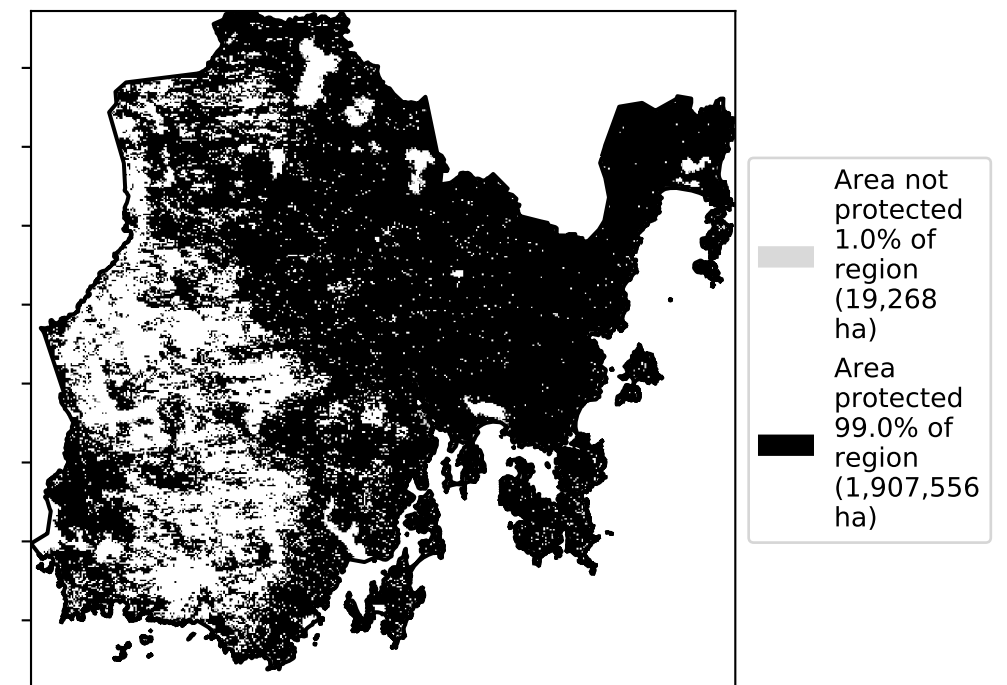 Area not
protected
1.0% of
region
(19,268
ha)
Area
protected
99.0% of
region
(1,907,556
ha)